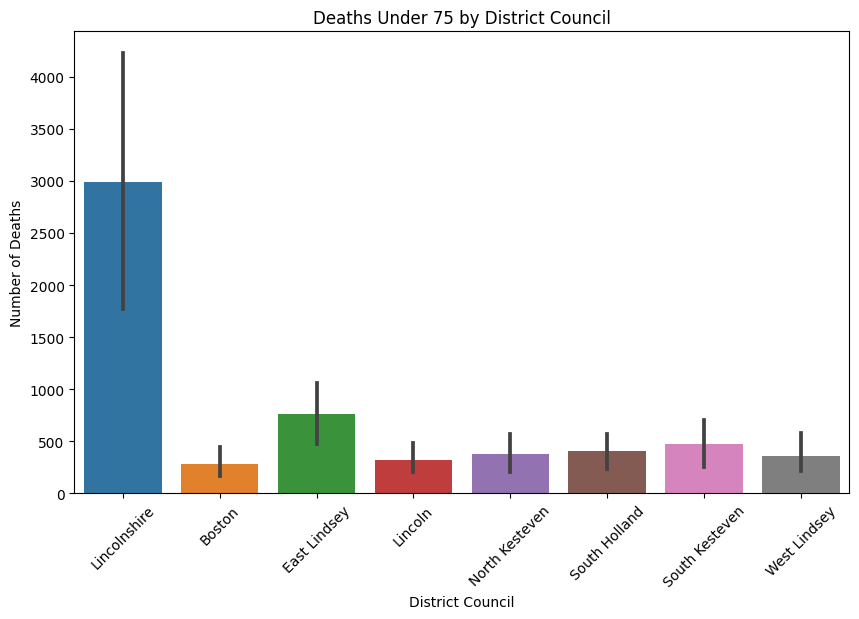 Deaths Under 75 by District Council
Number of Deaths
4000
3500
3000
2500
2000
1500
1000
500
0
Lincolnshire
Boston
East Lindsey
Lincoln
North Kesteven
South Holland
South Kesteven
West Lindsey
District Council